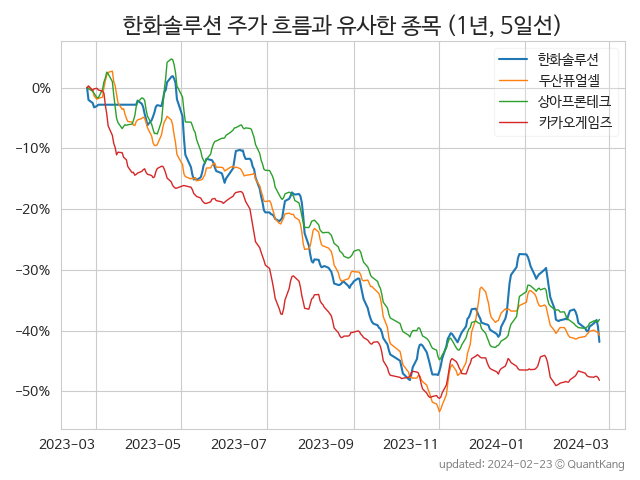 한화솔루션 주가 흐름과 유사한 종목 (1년, 5일선)
한화솔루션
두산퓨얼셀
상아프론테크
카카오게임즈
0%
−10%
−20%
−30%
−40%
−50%
2023-03 2023-05 2023-07 2023-09 2023-11 2024-01 2024-03
updated: 2024-02-23 © QuantKang